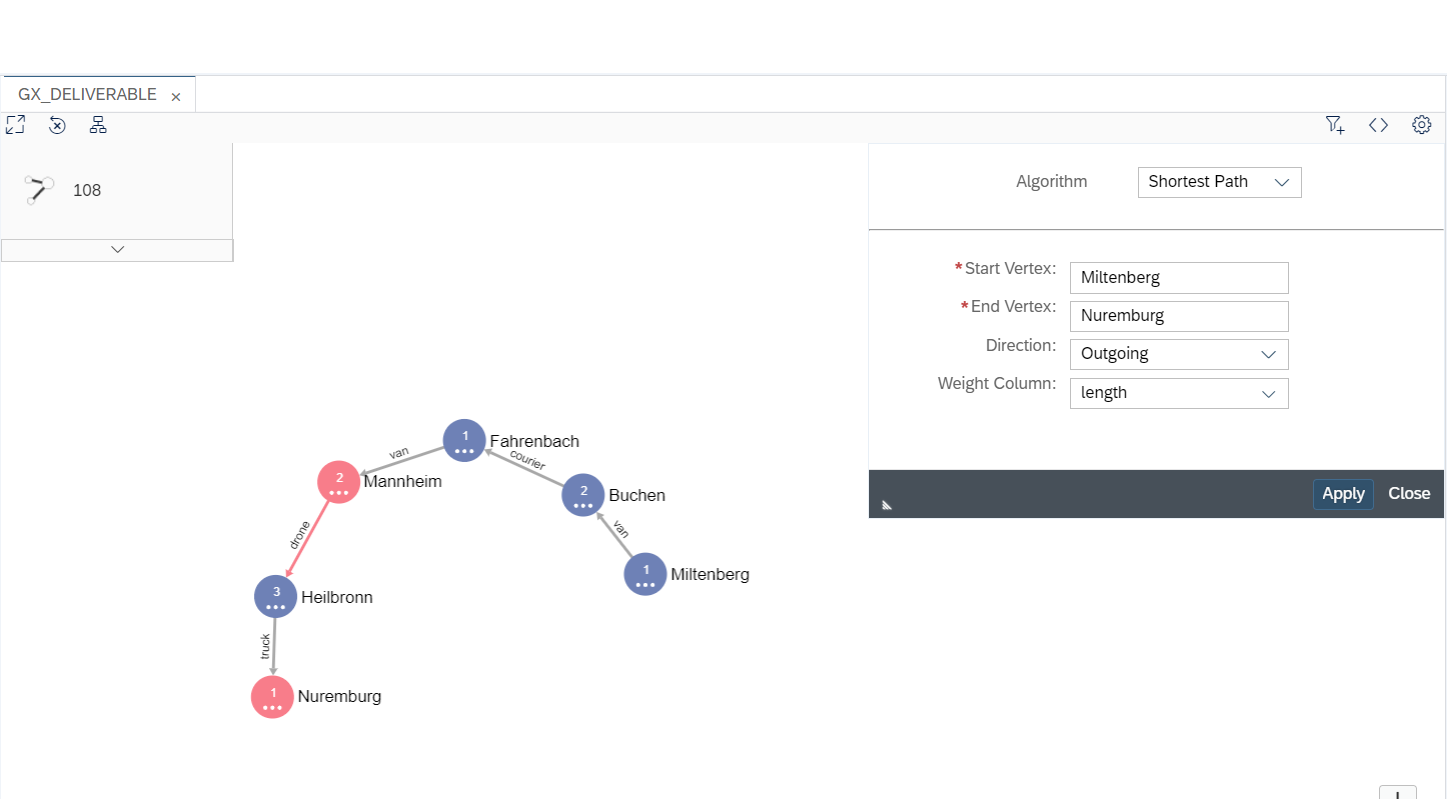 GX_DELIVERABLE ×
108
Algorithm
Shortest Path
*Start Vertex:
Miltenberg
*End Vertex:
Nuremburg
Direction:
Outgoing
Weight Column:
length
Apply
Close
1
Fahrenbach
van
courier
2
Mannheim
2
Buchen
drone
van
1
Miltenberg
3
Heilbronn
truck
1
Nuremburg